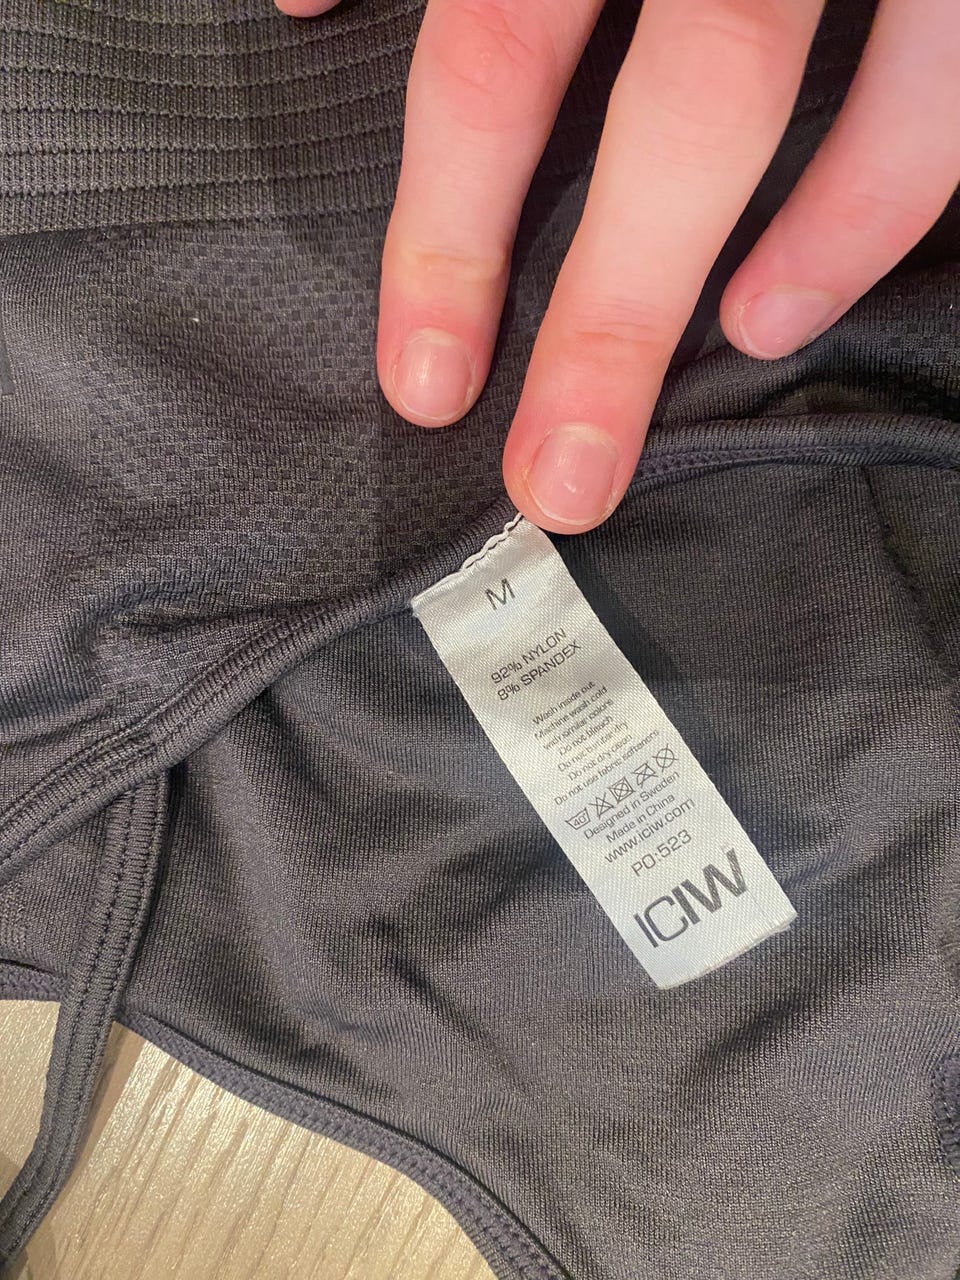 M
92% NYLON
8% SPANDEX
Wash inside out
Machine wash cold
with similar colors
Do not bleach
Do not tumble dry
Do not dry clean
Do not use fabric softeners
40°
Designed in Sweden
Made in China
www.iciw.com
PO:523
ICIW